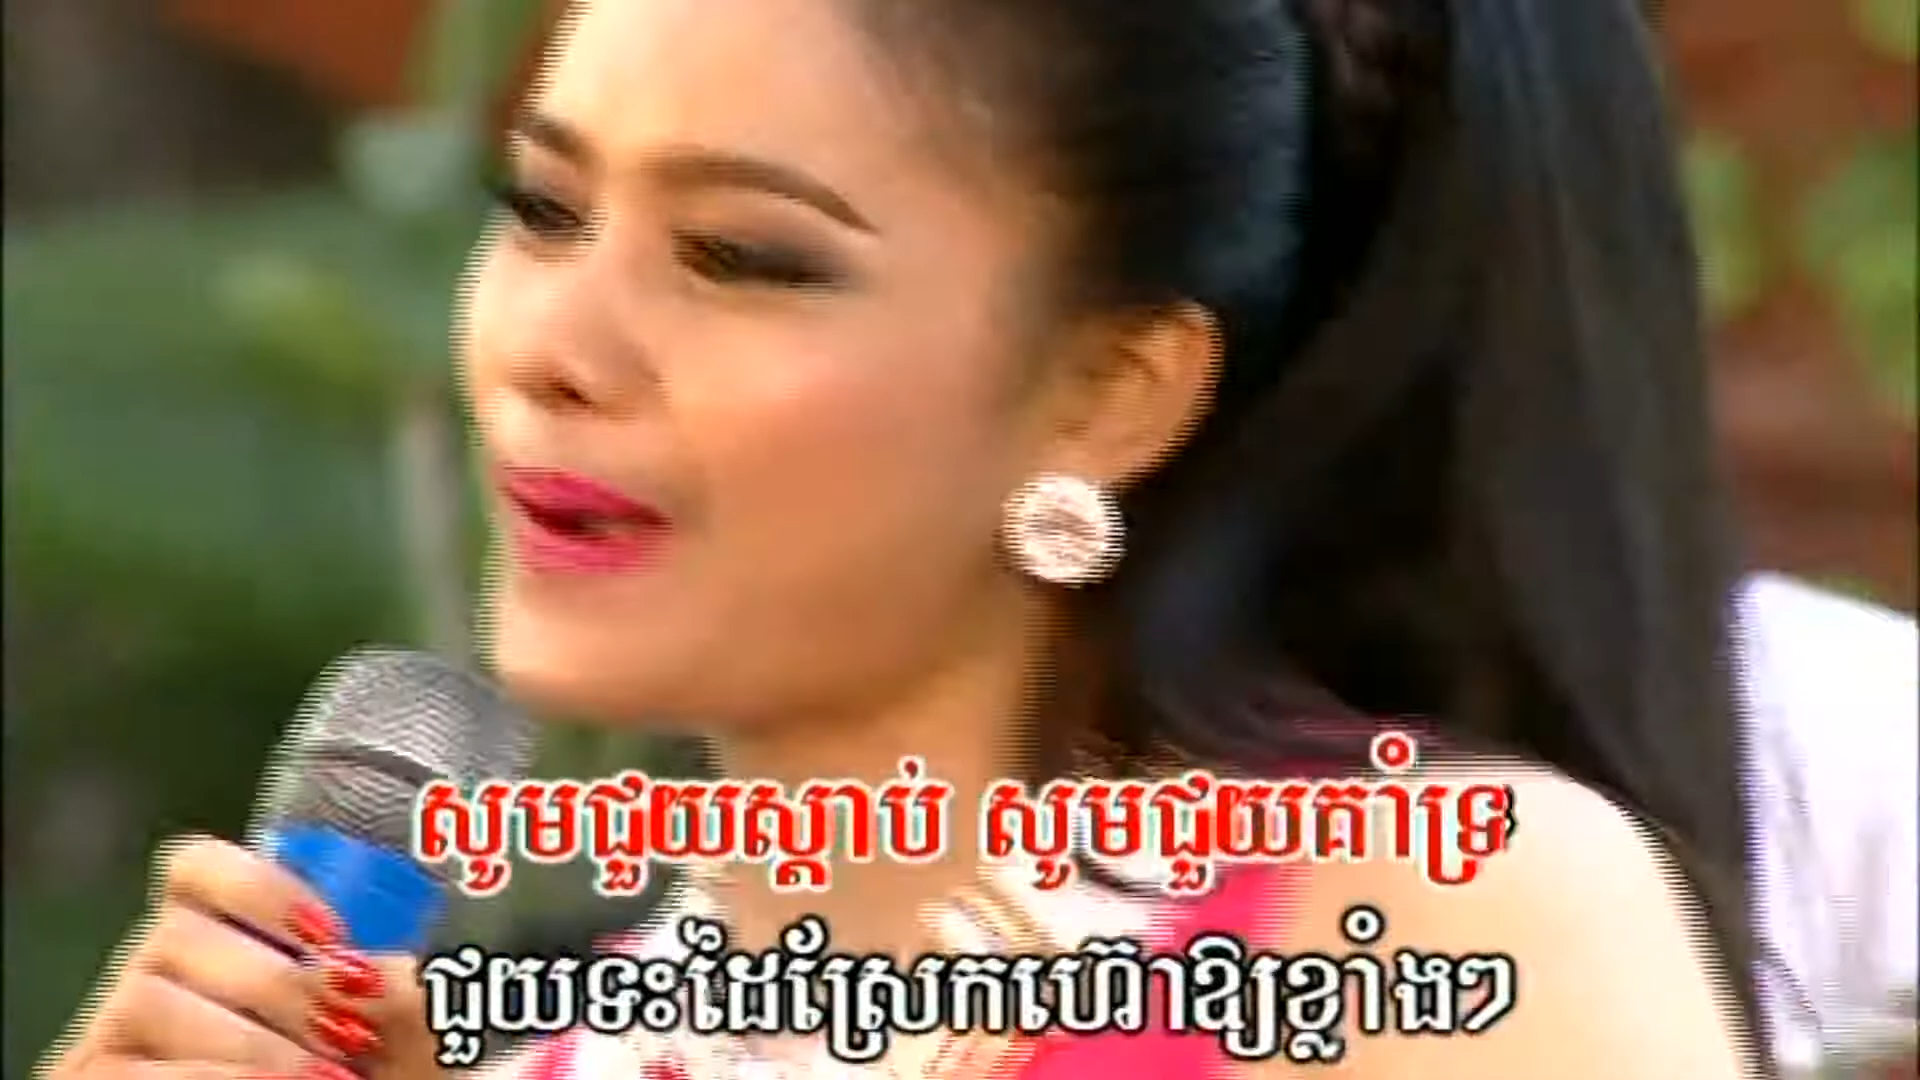 សូមជួយស្ដាប់ សូមជួយគាំទ្រ
ជួយទះដៃស្រែកហ៊ោឱ្យខ្លាំងៗ